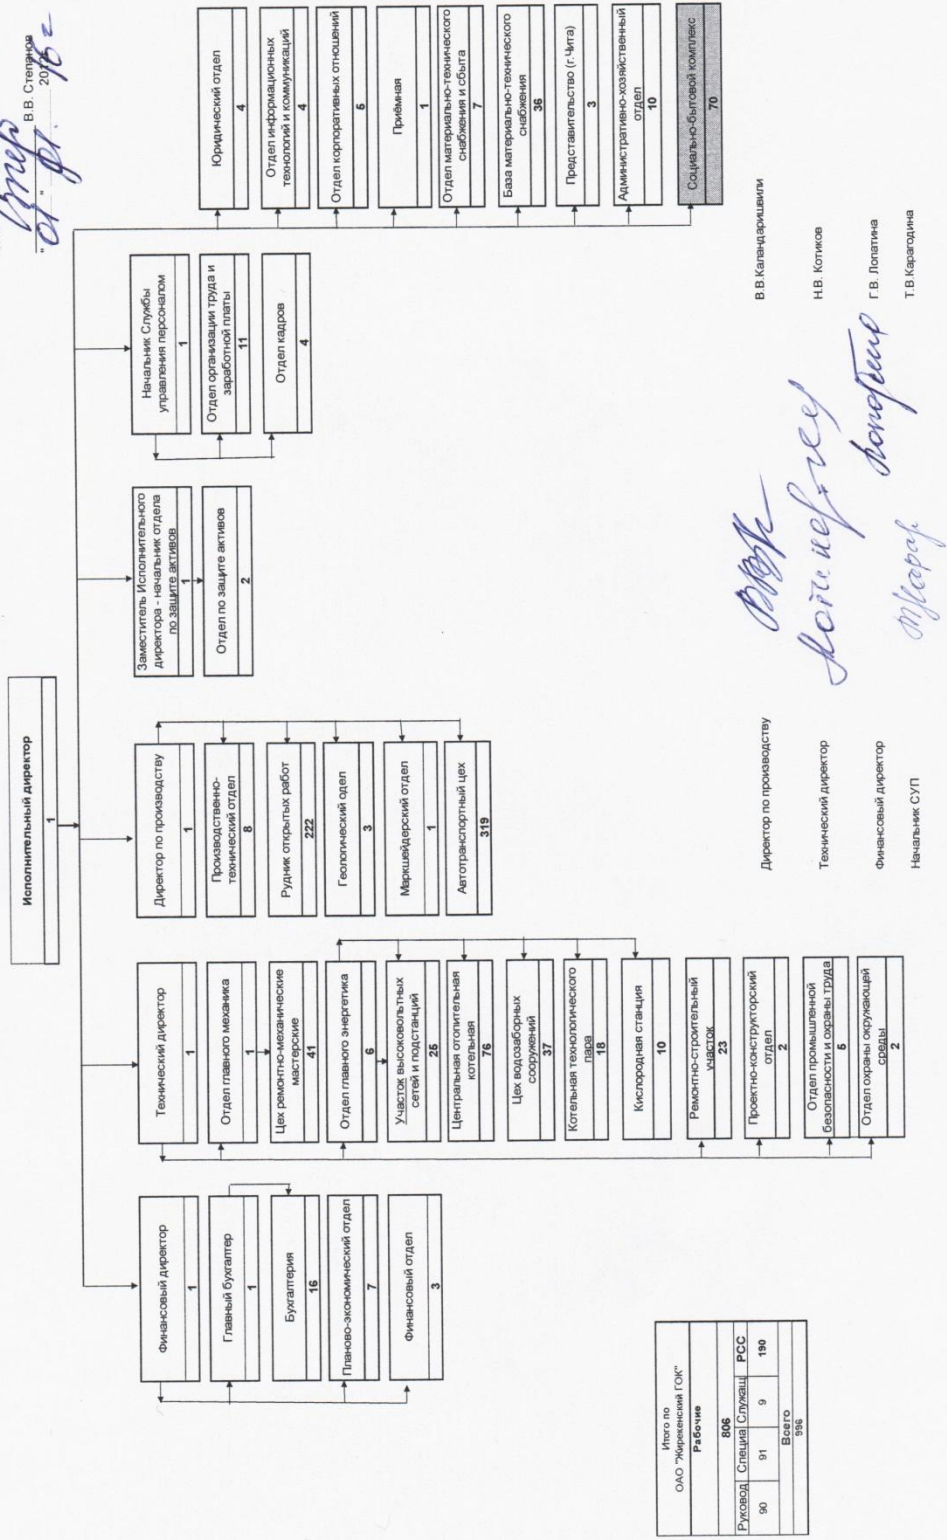 В.В. Степанов
"01" 01. 2015 г
Исполнительный директор
1
Финансовый директор
1
Главный бухгалтер
1
Бухгалтерия
16
Планово-экономический отдел
7
Финансовый отдел
3
Технический директор
1
Отдел главного механика
1
Цех ремонтно-механические
мастерские
41
Отдел главного энергетика
6
Участок высоковольтных
сетей и подстанций
25
Центральная отопительная
котельная
76
Цех водозаборных
сооружений
37
Котельная технологического
пара
18
Кислородная станция
10
Ремонтно-строительный
участок
23
Проектно-конструкторский
отдел
2
Отдел промышленной
безопасности и охраны труда
5
Отдел охраны окружающей
среды
2
Директор по производству
1
Производственно-
технический отдел
8
Рудник открытых работ
222
Геологический одел
3
Маркшейдерский отдел
1
Автотранспортный цех
319
Заместитель Исполнительного
директора - начальник отдела
по защите активов
1
Отдел по защите активов
2
Начальник Службы
управления персоналом
1
Отдел организации труда и
заработной платы
11
Отдел кадров
4
Юридический отдел
4
Отдел информационных
технологий и коммуникаций
4
Отдел корпоративных отношений
5
Приёмная
1
Отдел материально-технического
снабжения и сбыта
7
База материально-технического
снабжения
36
Представительство (г.Чита)
3
Административно-хозяйственный
отдел
10
Социально-бытовой комплекс
70
Итого по
ОАО "Жирекенский ГОК"
Рабочие
806
Руковод Специа Служащ РСС
90 91 9 190
Всего
996
Директор по производству В.В.Каландаришвили
Технический директор Н.В. Котиков
Финансовый директор Г.В. Лопатина
Начальник СУП Т.В.Карагодина